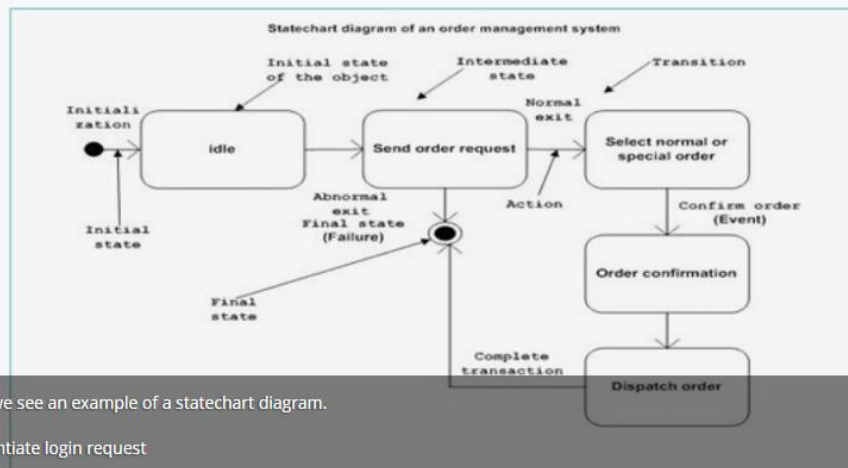 Statechart diagram of an order management system
Initial state
of the object
Intermediate
state
Transition
Initiali
zation
Normal
exit
Idle
Send order request
Select normal or
special order
Initial
state
Abnormal
exit
Final state
(Failure)
Action
Confirm order
(Event)
Final
state
Order confirmation
Complete
transaction
Dispatch order
we see an example of a statechart diagram.
ntiate login request